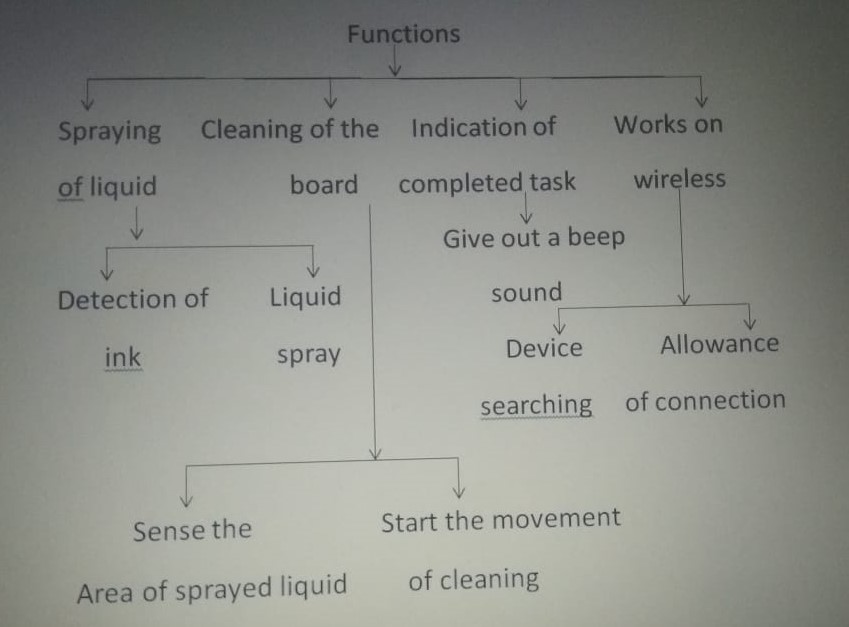 Functions
Spraying
of liquid
Cleaning of the
board
Indication of
completed task
Works on
wireless
Detection of
ink
Liquid
spray
Give out a beep
sound
Device
searching
Allowance
of connection
Sense the
Area of sprayed liquid
Start the movement
of cleaning